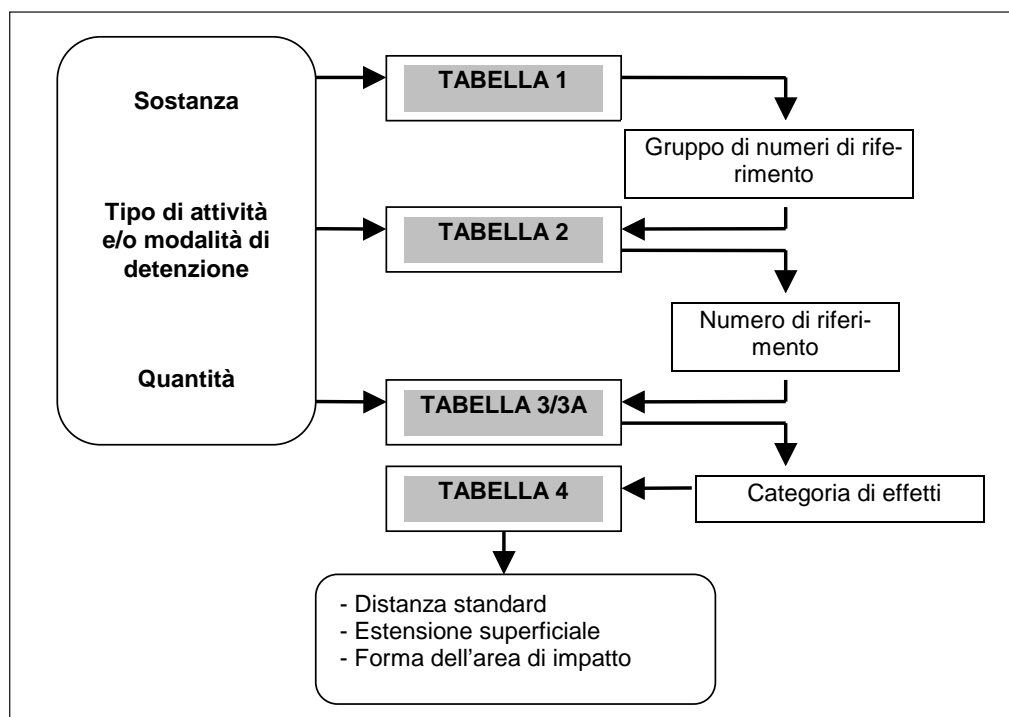 Sostanza
TABELLA 1
Gruppo di numeri di rife-
rimento
Tipo di attività
e/o modalità di
detenzione
TABELLA 2
Numero di riferi-
mento
Quantità
TABELLA 3/3A
TABELLA 4
Categoria di effetti
- Distanza standard
- Estensione superficiale
- Forma dell'area di impatto